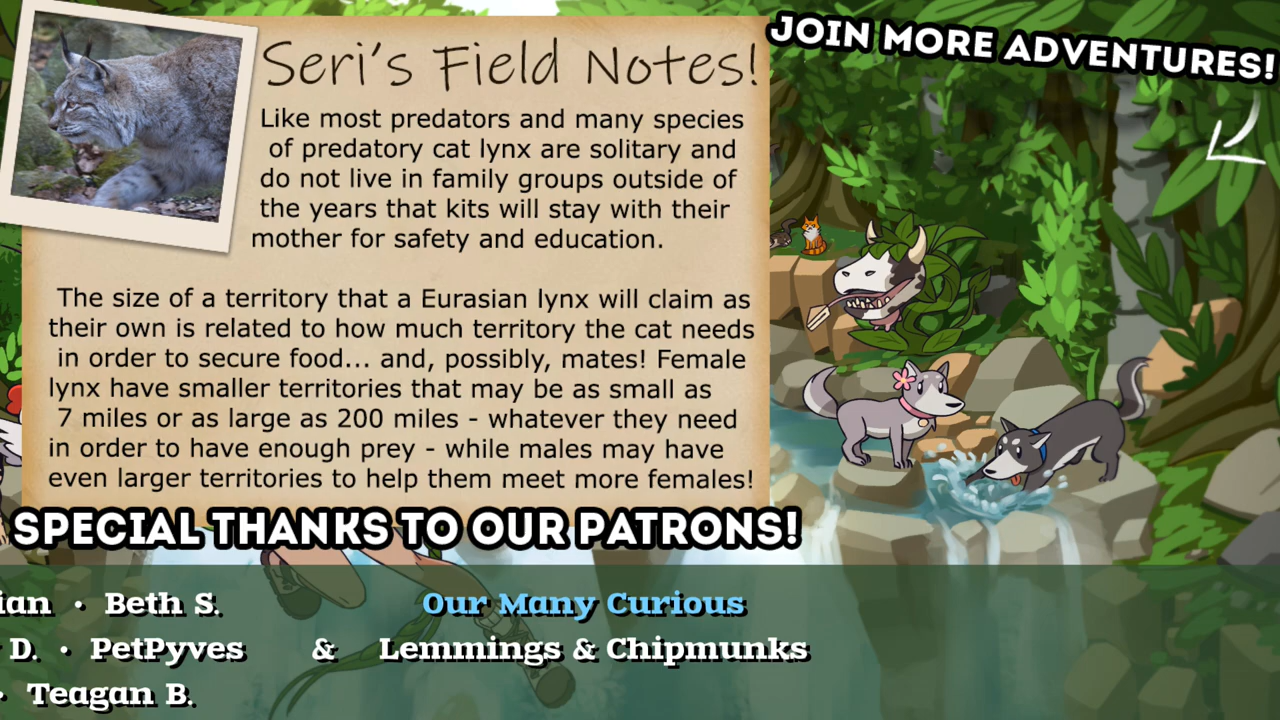 Seri's Field Notes!
JOIN MORE ADVENTURES!
Like most predators and many species
of predatory cat lynx are solitary and
do not live in family groups outside of
the years that kits will stay with their
mother for safety and education.
The size of a territory that a Eurasian lynx will claim as
their own is related to how much territory the cat needs
in order to secure food... and, possibly, mates! Female
lynx have smaller territories that may be as small as
7 miles or as large as 200 miles - whatever they need
in order to have enough prey - while males may have
even larger territories to help them meet more females!
SPECIAL THANKS TO OUR PATRONS!
ian • Beth S.
D. • PetPyves
• Teagan B.
Our Many Curious
& Lemmings & Chipmunks